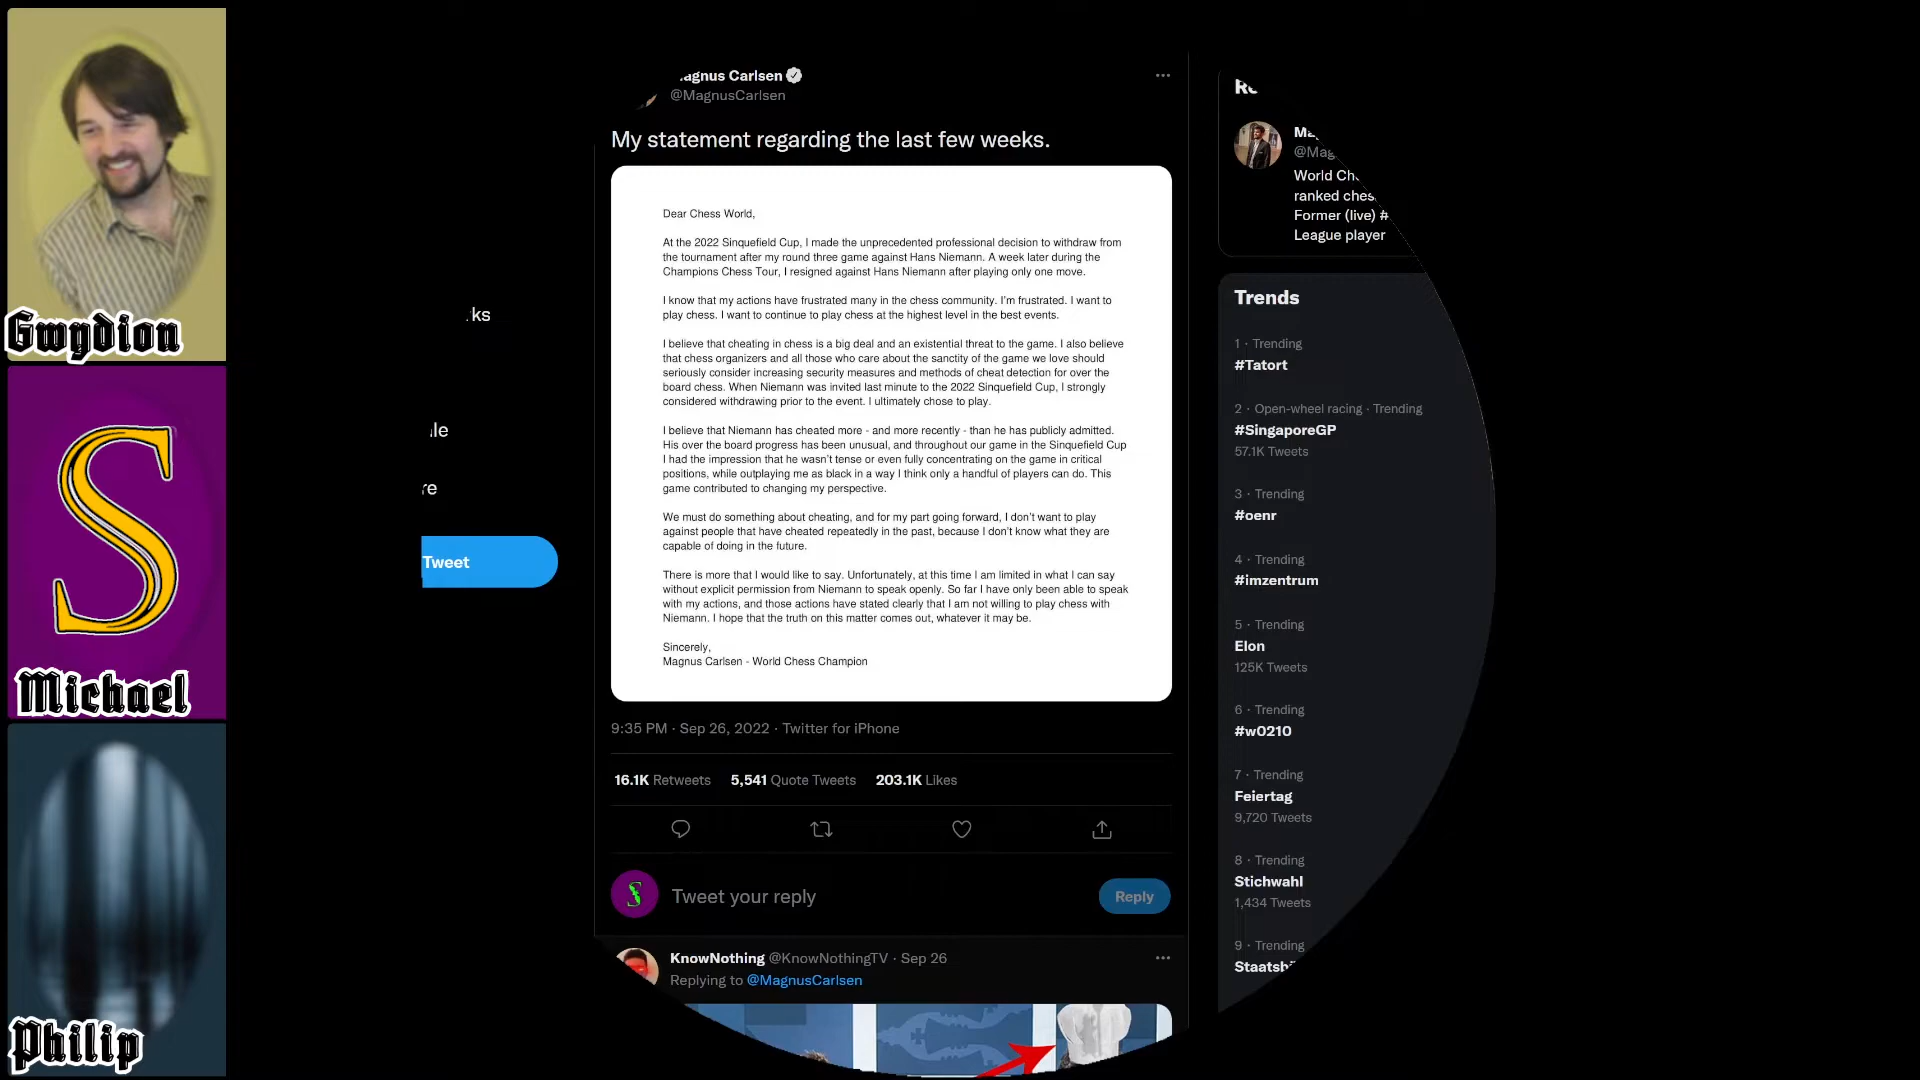 Gwydion
S
Michael
Philip
ks
le
re
Tweet
agnus Carlsen
@MagnusCarlsen
My statement regarding the last few weeks.
Dear Chess World,
At the 2022 Sinquefield Cup, I made the unprecedented professional decision to withdraw from
the tournament after my round three game against Hans Niemann. A week later during the
Champions Chess Tour, I resigned against Hans Niemann after playing only one move.
I know that my actions have frustrated many in the chess community. I'm frustrated. I want to
play chess. I want to continue to play chess at the highest level in the best events.
I believe that cheating in chess is a big deal and an existential threat to the game. I also believe
that chess organizers and all those who care about the sanctity of the game we love should
seriously consider increasing security measures and methods of cheat detection for over the
board chess. When Niemann was invited last minute to the 2022 Sinquefield Cup, I strongly
considered withdrawing prior to the event. I ultimately chose to play.
I believe that Niemann has cheated more - and more recently - than he has publicly admitted.
His over the board progress has been unusual, and throughout our game in the Sinquefield Cup
I had the impression that he wasn't tense or even fully concentrating on the game in critical
positions, while outplaying me as black in a way I think only a handful of players can do. This
game contributed to changing my perspective.
We must do something about cheating, and for my part going forward, I don't want to play
against people that have cheated repeatedly in the past, because I don't know what they are
capable of doing in the future.
There is more that I would like to say. Unfortunately, at this time I am limited in what I can say
without explicit permission from Niemann to speak openly. So far I have only been able to speak
with my actions, and those actions have stated clearly that I am not willing to play chess with
Niemann. I hope that the truth on this matter comes out, whatever it may be.
Sincerely,
Magnus Carlsen - World Chess Champion
9:35 PM · Sep 26, 2022 · Twitter for iPhone
16.1K Retweets 5,541 Quote Tweets 203.1K Likes
Tweet your reply
Reply
KnowNothing @KnowNothingTV · Sep 26
Replying to @MagnusCarlsen
Ma
@Mag
World Ch
ranked ches
Former (live) #
League player
Trends
1 · Trending
#Tatort
2 · Open-wheel racing · Trending
#SingaporeGP
57.1K Tweets
3 · Trending
#oenr
4 · Trending
#imzentrum
5 · Trending
Elon
125K Tweets
6 · Trending
#w0210
7 · Trending
Feiertag
9,720 Tweets
8 · Trending
Stichwahl
1,434 Tweets
9 · Trending
Staatsb